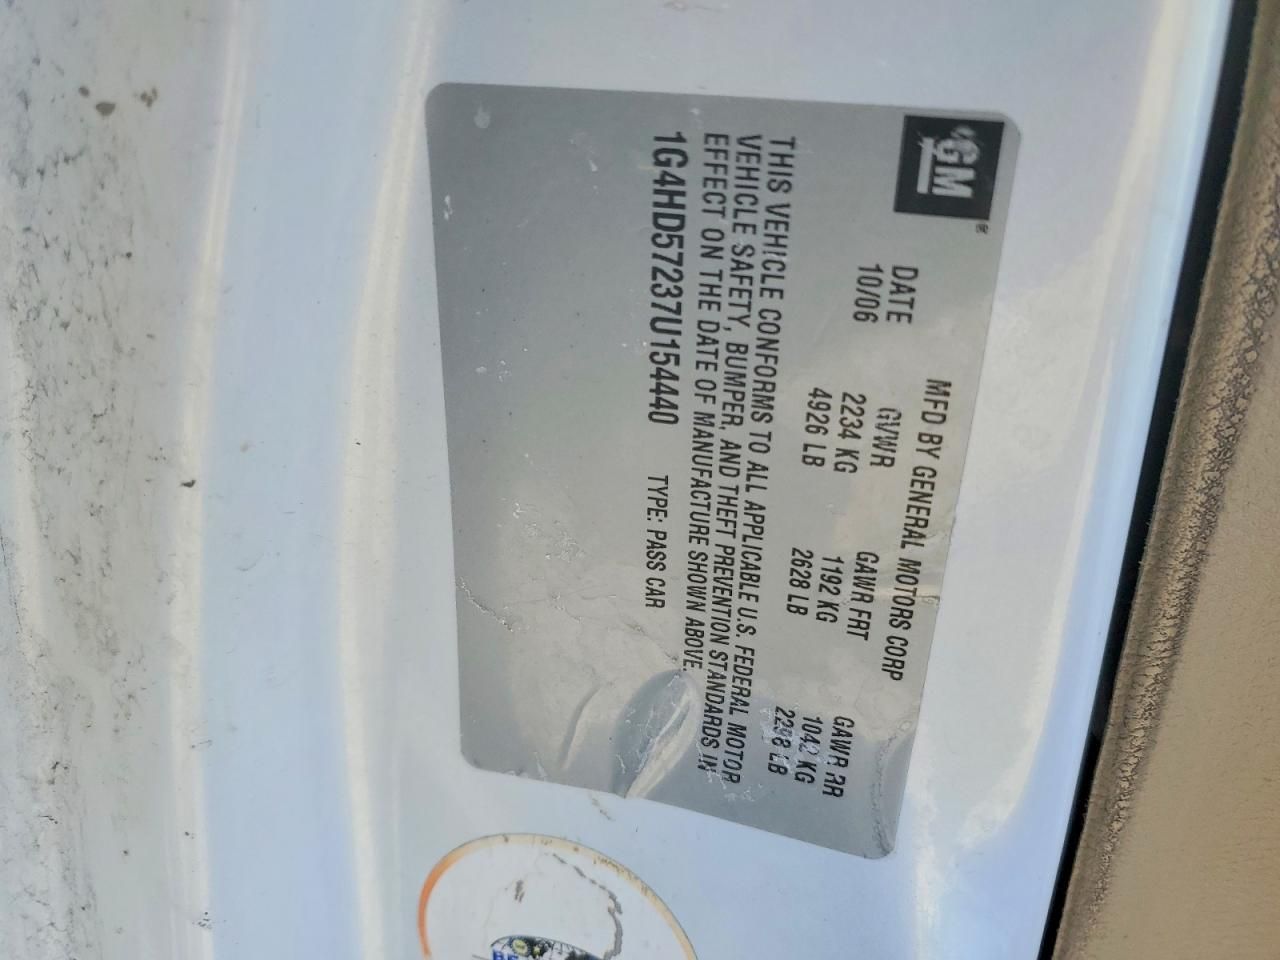 GM®
MFD BY GENERAL MOTORS CORP
DATE GVWR GAWR FRT GAWR RR
10/06 2234 KG 1192 KG 1042 KG
4926 LB 2628 LB 2298 LB
THIS VEHICLE CONFORMS TO ALL APPLICABLE U.S. FEDERAL MOTOR
VEHICLE SAFETY, BUMPER, AND THEFT PREVENTION STANDARDS IN
EFFECT ON THE DATE OF MANUFACTURE SHOWN ABOVE.
1G4HD57237U154440 TYPE: PASS CAR